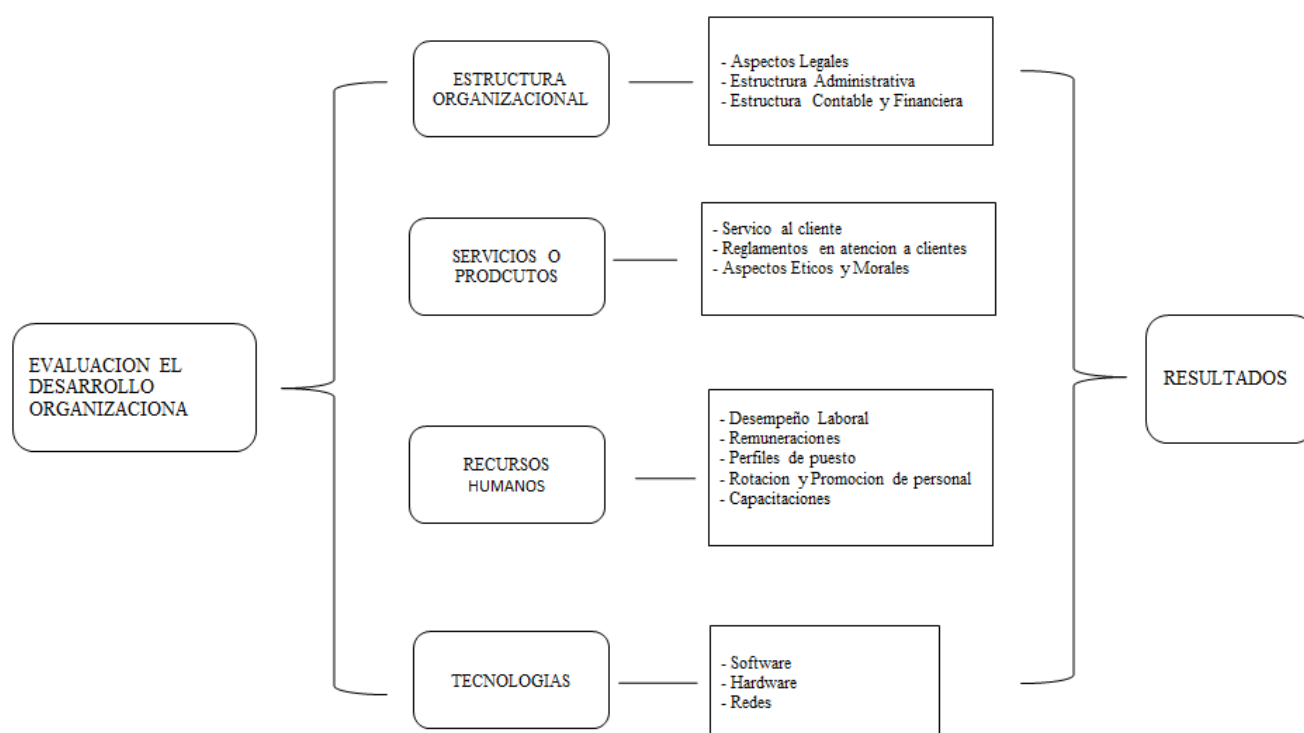 EVALUACION EL
DESARROLLO
ORGANIZACIONA
ESTRUCTURA
ORGANIZACIONAL
- Aspectos Legales
- Estructrura Administrativa
- Estructura Contable y Financiera
SERVICIOS O
PRODCUTOS
- Servico al cliente
- Reglamentos en atencion a clientes
- Aspectos Eticos y Morales
RECURSOS
HUMANOS
- Desempeño Laboral
- Remuneraciones
- Perfiles de puesto
- Rotacion y Promocion de personal
- Capacitaciones
TECNOLOGIAS
- Software
- Hardware
- Redes
RESULTADOS